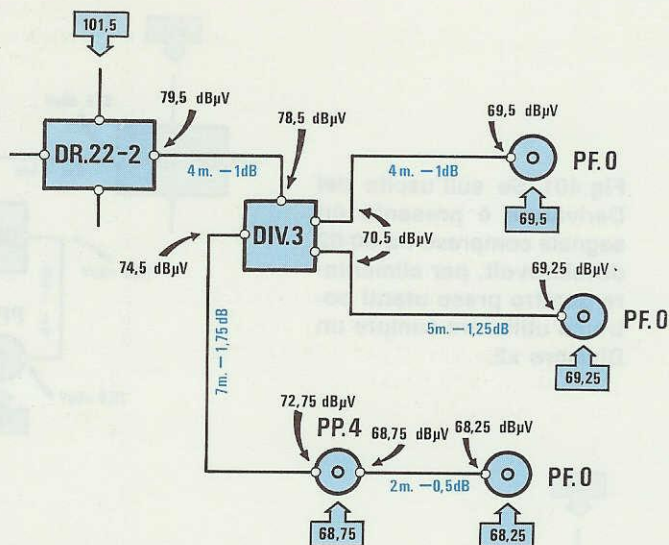 101,5
79,5 dBµV
78,5 dBµV
69,5 dBµV
DR.22-2
4 m. – 1dB
4 m. – 1dB
PF.0
69,5
DIV.3
74,5 dBµV
70,5 dBµV
69,25 dBµV
5m. – 1,25dB
PF.0
69,25
7m. – 1,75dB
72,75 dBµV
PP.4
68,75 dBµV
68,25 dBµV
2m. – 0,5dB
PF.0
68,75
68,25